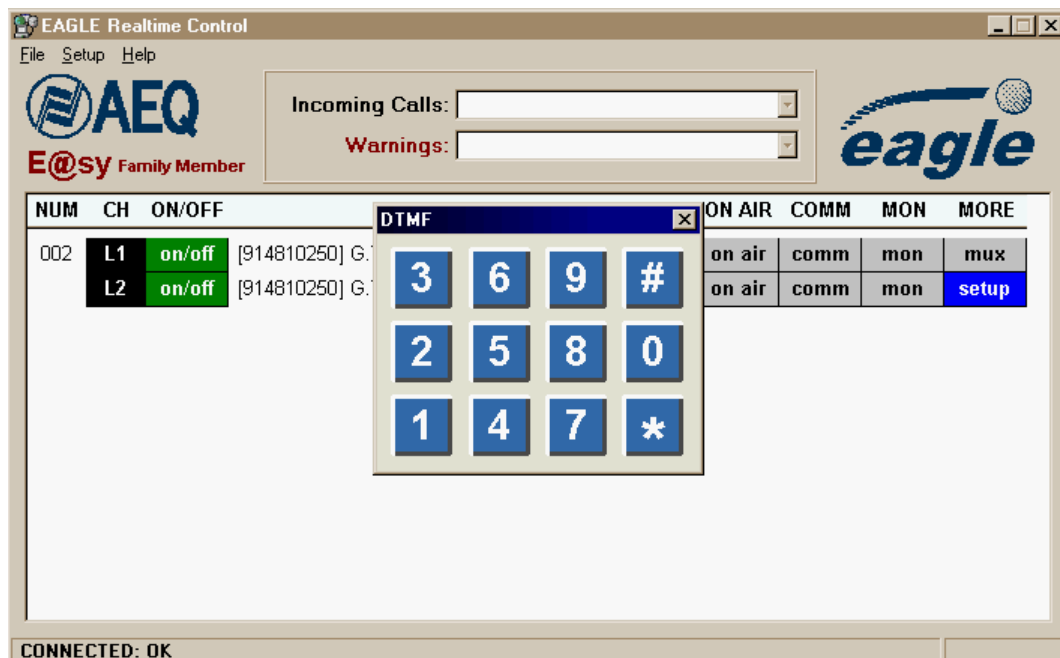 EAGLE Realtime Control
File Setup Help
AEQ
E@sy Family Member
Incoming Calls:
Warnings:
eagle
NUM CH ON/OFF ON AIR COMM MON MORE
002 L1 on/off [914810250] G. on air comm mon mux
L2 on/off [914810250] G. on air comm mon setup
DTMF
3 6 9 #
2 5 8 0
1 4 7 *
CONNECTED: OK